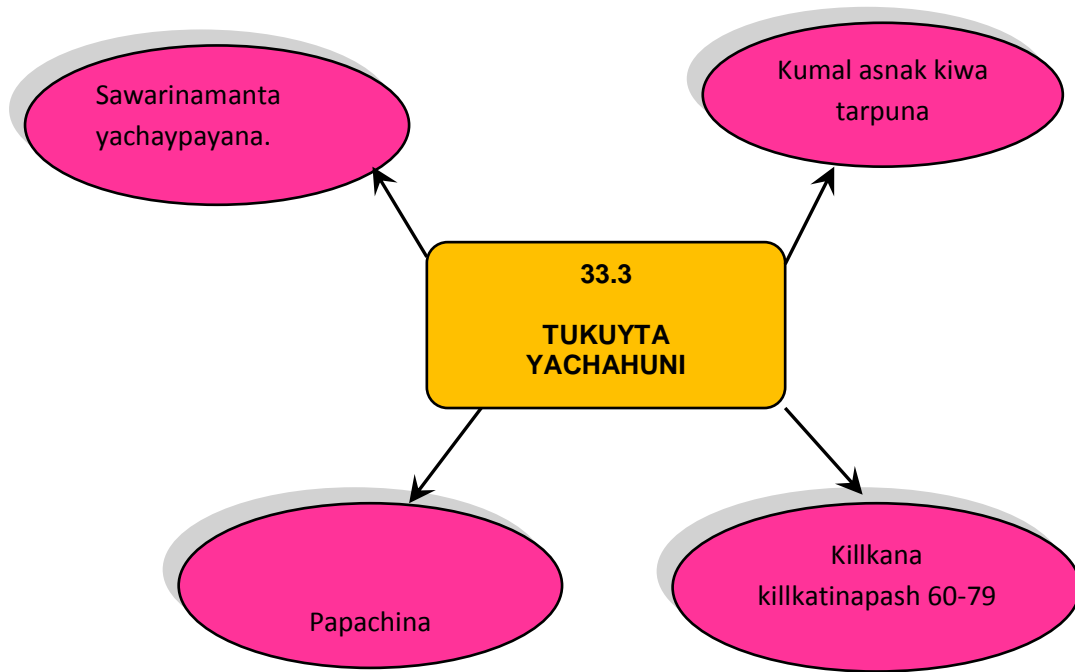 Sawarinamanta
yachaypayana.
Kumal asnak kiwa
tarpuna
33.3
TUKUYTA
YACHAHUNI
Papachina
Killkana
killkatinapash 60-79